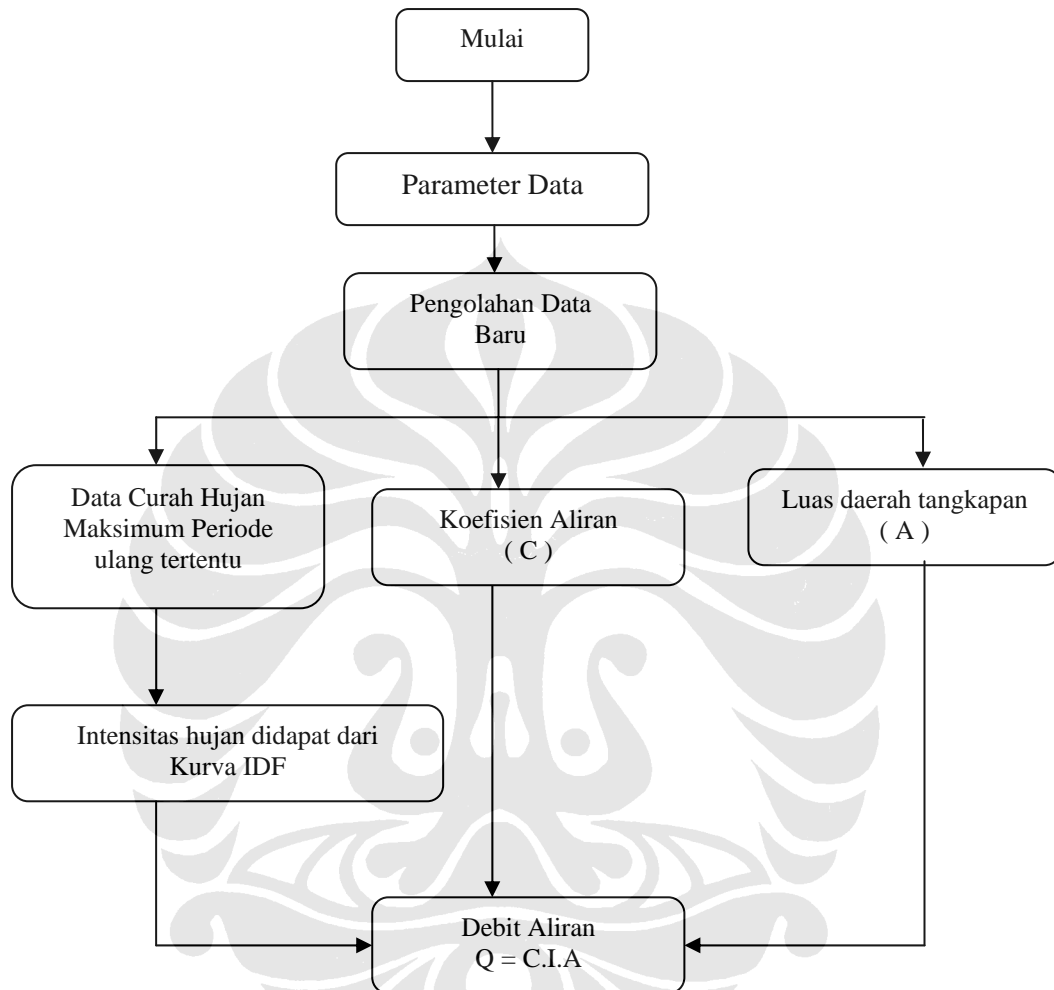 Mulai
Parameter Data
Pengolahan Data
Baru
Data Curah Hujan
Maksimum Periode
ulang tertentu
Koefisien Aliran
( C )
Luas daerah tangkapan
( A )
Intensitas hujan didapat dari
Kurva IDF
Debit Aliran
Q = C.I.A